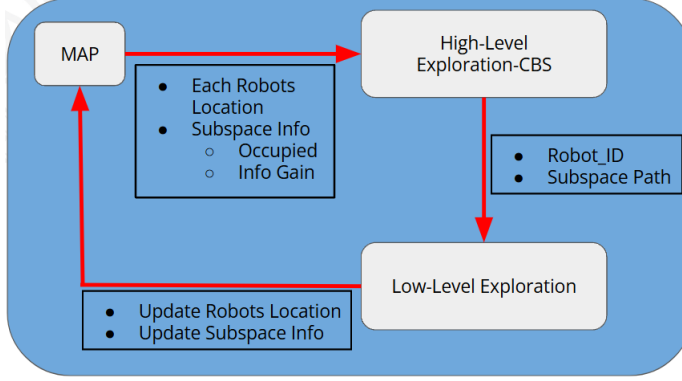 MAP
High-Level
Exploration-CBS
● Each Robots
Location
● Subspace Info
○ Occupied
○ Info Gain
● Robot_ID
● Subspace Path
Low-Level Exploration
● Update Robots Location
● Update Subspace Info